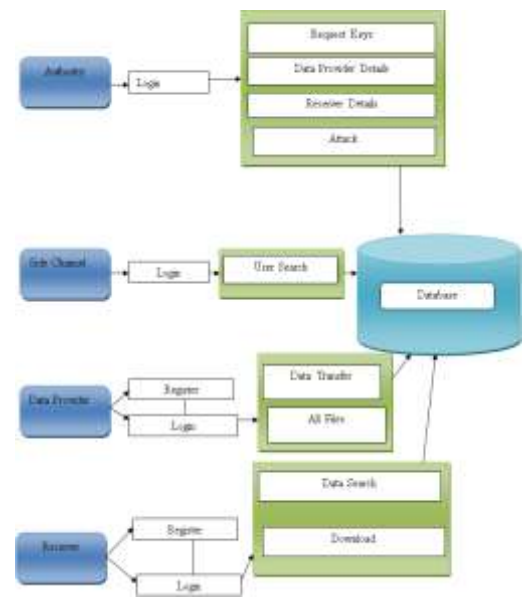 Request Keys
Authority
Login
Data Provider Details
Receiver Details
Attack
Side Channel
Login
User Search
Database
Data Provider
Register
Login
Data Transfer
All Files
Data Search
Receiver
Register
Download
Login